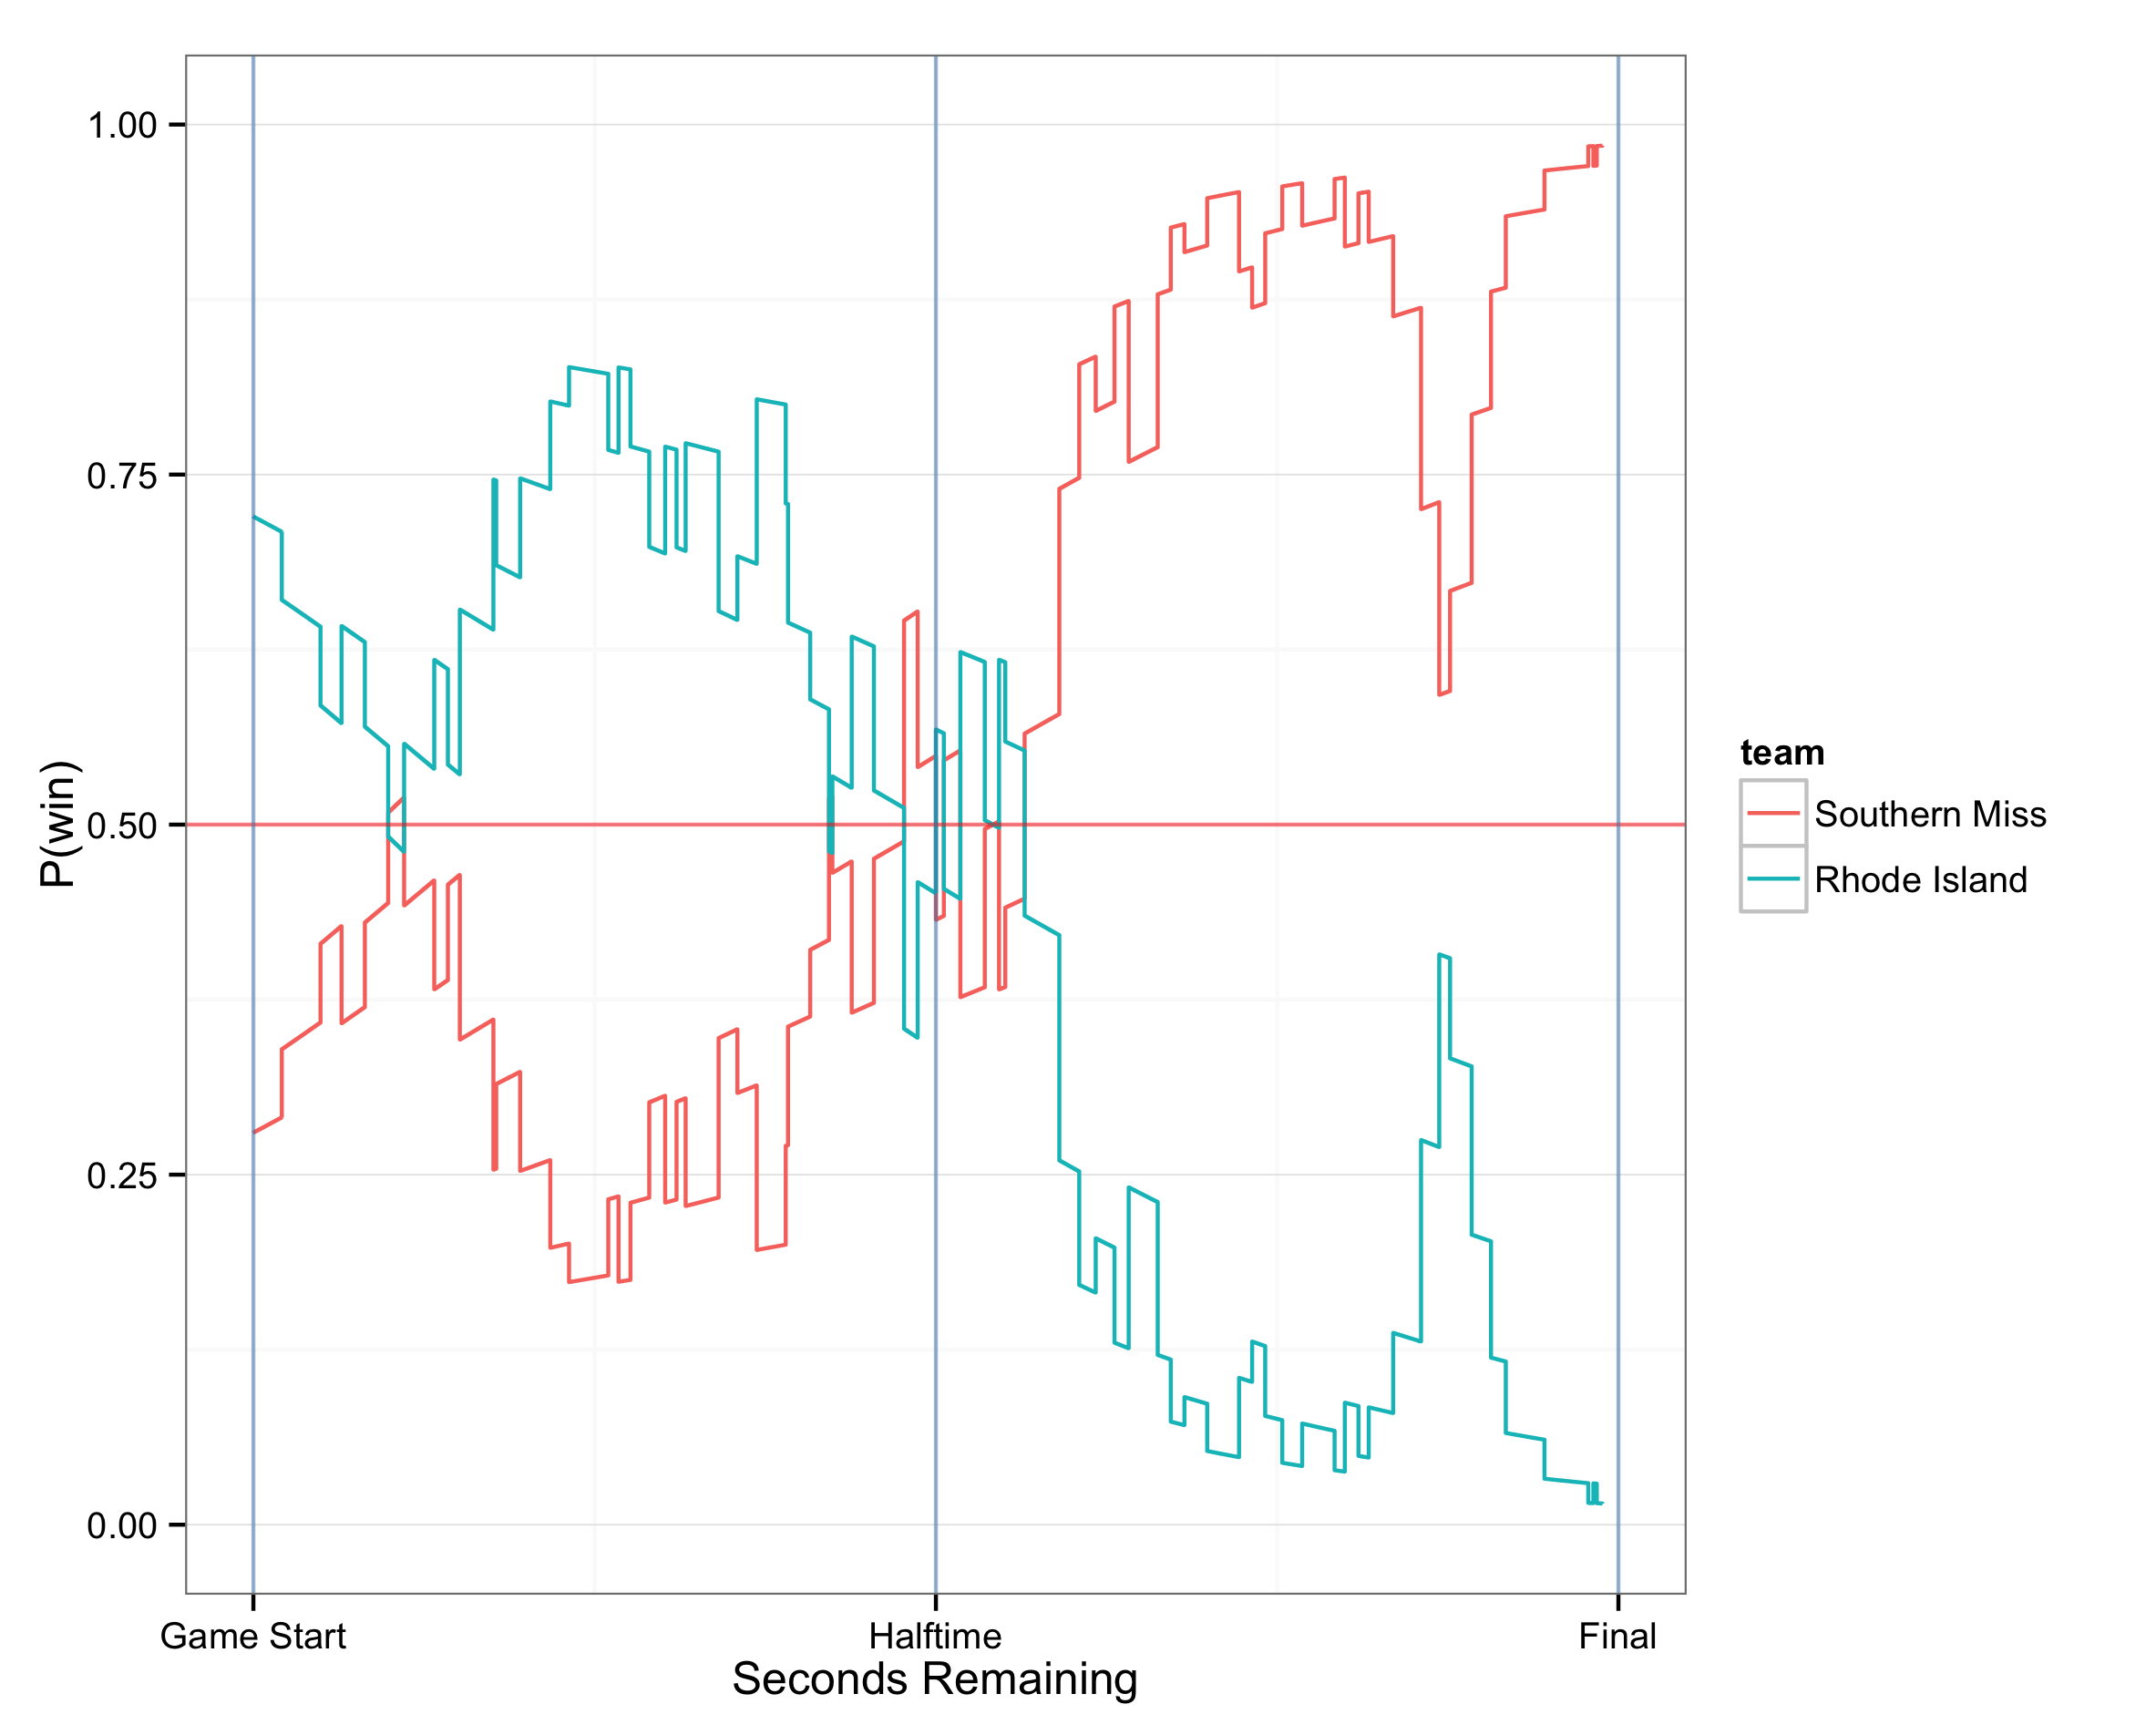 1.00
0.75
0.50
0.25
0.00
P(win)
Game Start
Halftime
Final
Seconds Remaining
team
Southern Miss
Rhode Island